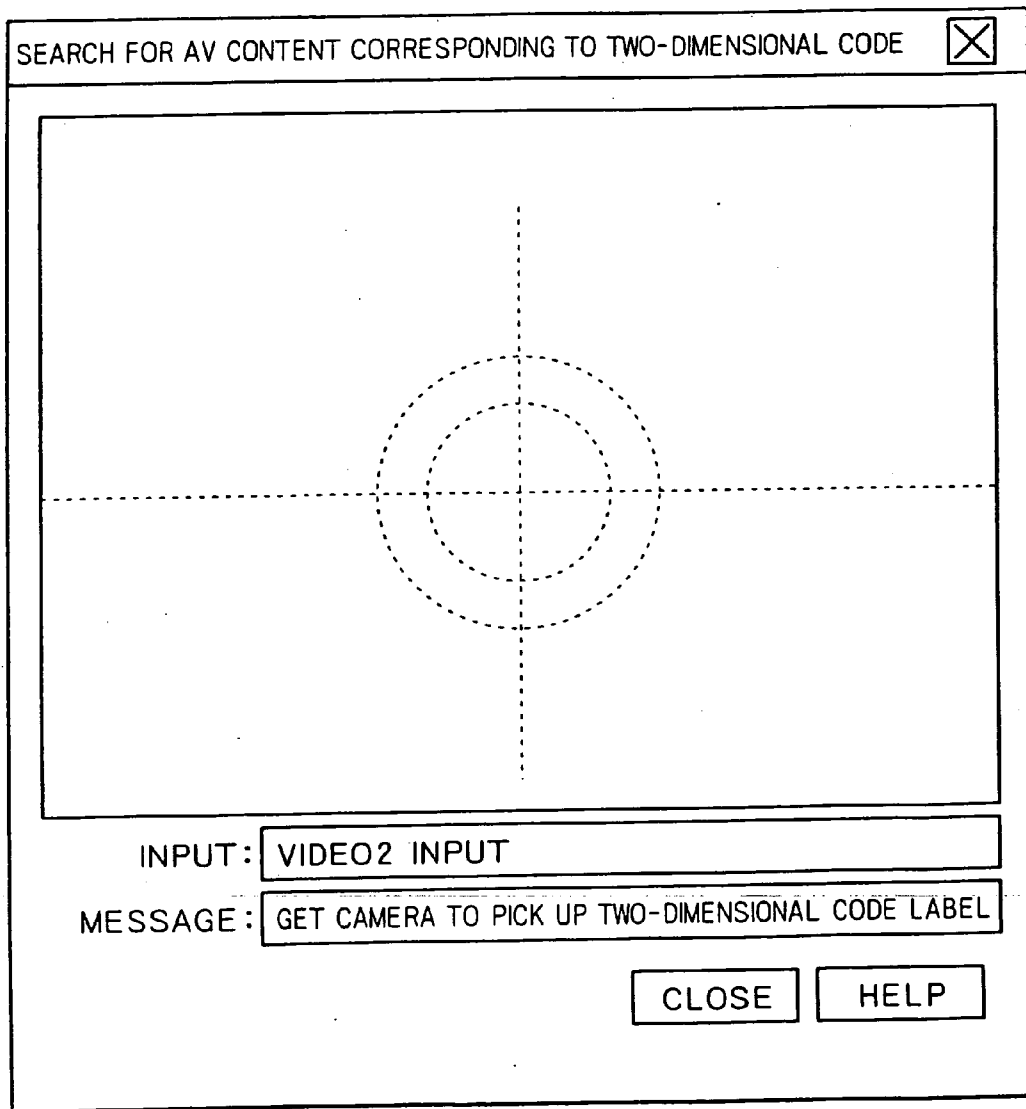 SEARCH FOR AV CONTENT CORRESPONDING TO TWO-DIMENSIONAL CODE
INPUT: VIDEO2 INPUT
MESSAGE: GET CAMERA TO PICK UP TWO-DIMENSIONAL CODE LABEL
CLOSE HELP